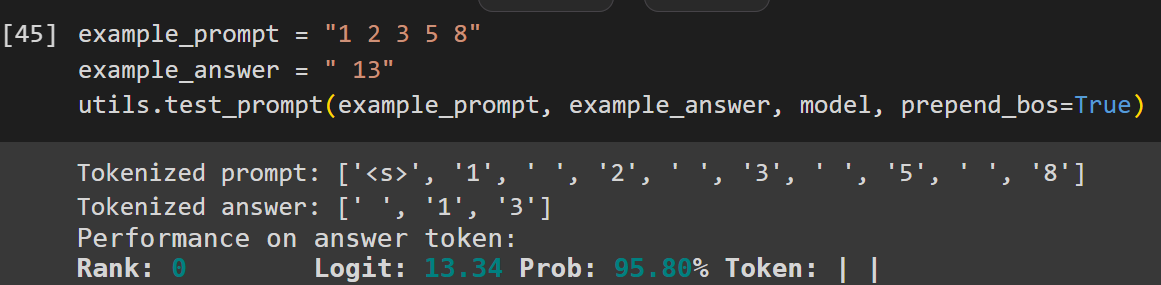 [45] example_prompt = "1 2 3 5 8"
example_answer = " 13"
utils.test_prompt(example_prompt, example_answer, model, prepend_bos=True)
Tokenized prompt: ['<s>', '1', ' ', '2', ' ', '3', ' ', '5', ' ', '8']
Tokenized answer: [' ', '1', '3']
Performance on answer token:
Rank: 0        Logit: 13.34 Prob: 95.80% Token: | |